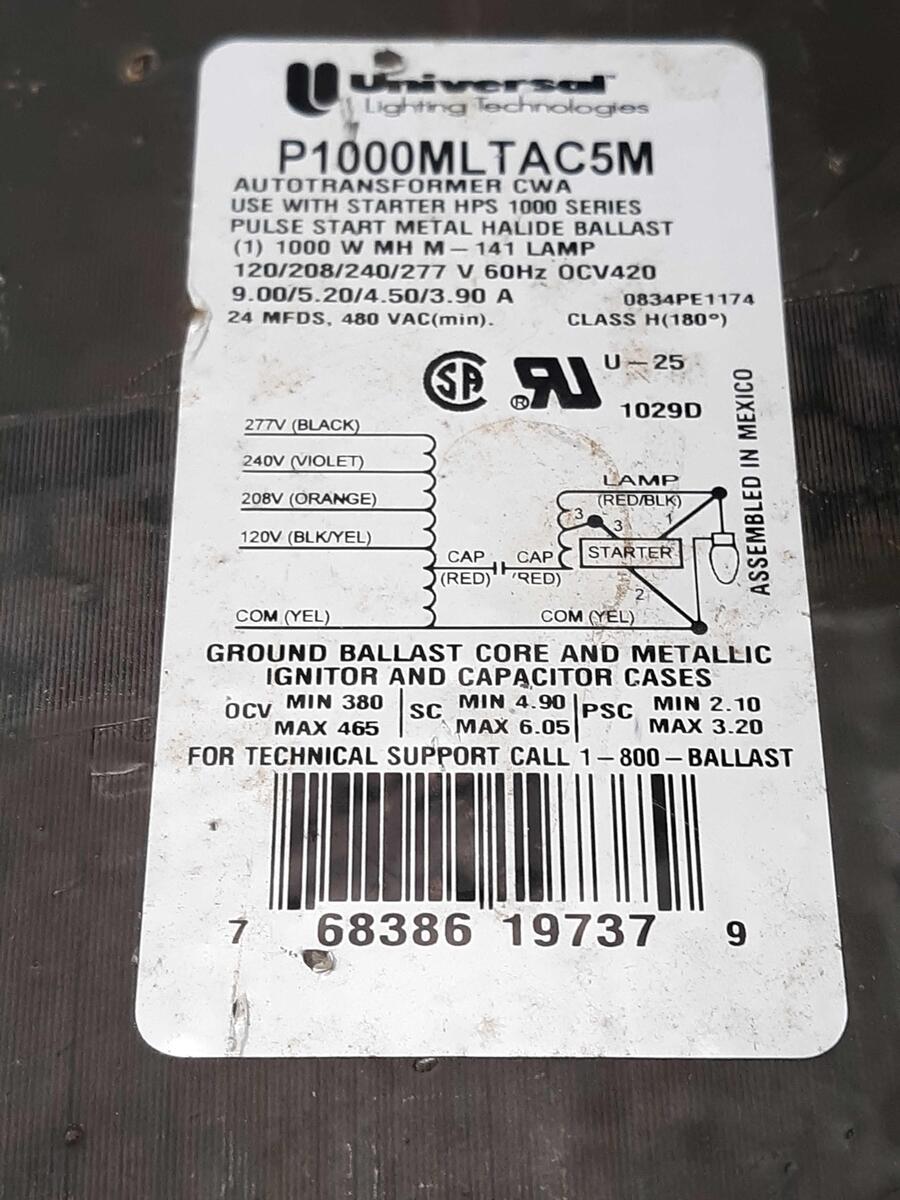 Universal™
Lighting Technologies
P1000MLTAC5M
AUTOTRANSFORMER CWA
USE WITH STARTER HPS 1000 SERIES
PULSE START METAL HALIDE BALLAST
(1) 1000 W MH M-141 LAMP
120/208/240/277 V 60Hz OCV420
9.00/5.20/4.50/3.90 A 0834PE1174
24 MFDS, 480 VAC(min). CLASS H(180°)
SA ® RU U-25
1029D
ASSEMBLED IN MEXICO
277V (BLACK)
240V (VIOLET)
208V (ORANGE)
120V (BLK/YEL)
COM (YEL)
CAP
(RED)
CAP
(RED)
LAMP
(RED/BLK)
3
3
1
STARTER
2
COM (YEL)
GROUND BALLAST CORE AND METALLIC
IGNITOR AND CAPACITOR CASES
OCV MIN 380 SC MIN 4.90 PSC MIN 2.10
MAX 465 MAX 6.05 MAX 3.20
FOR TECHNICAL SUPPORT CALL 1-800-BALLAST
7 68386 19737 9